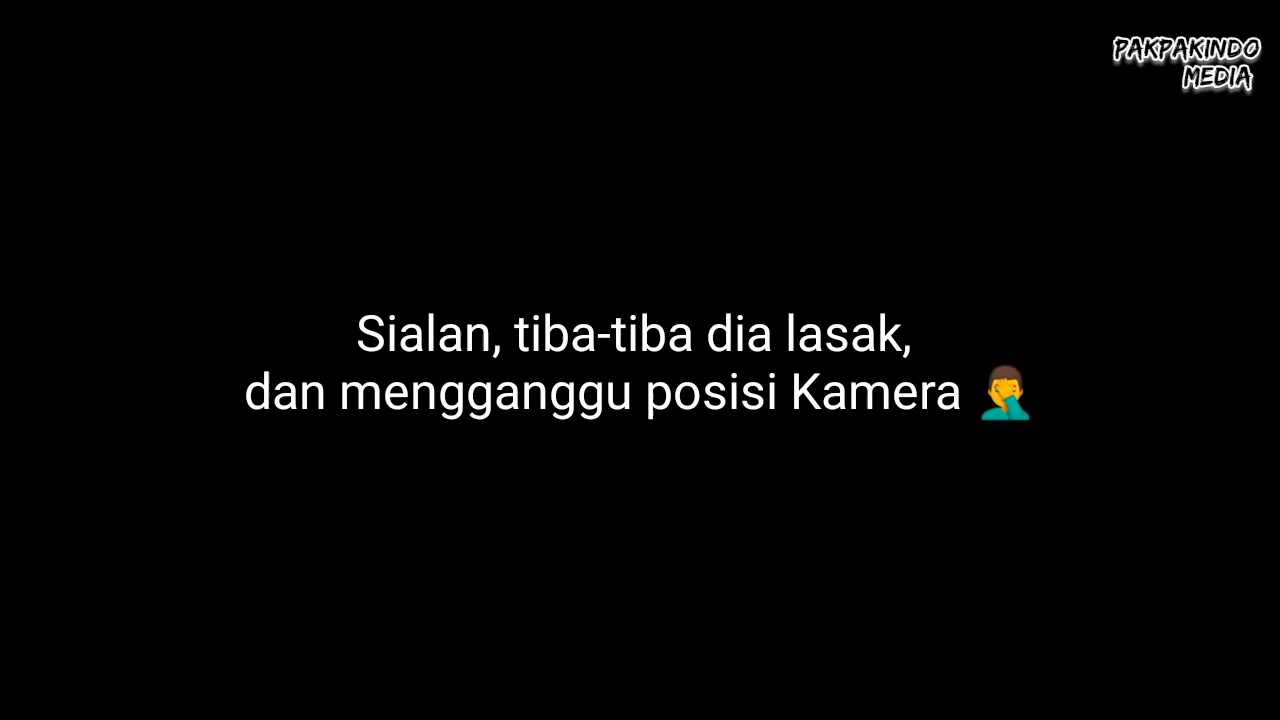 PAKPAKINDO
MEDIA
Sialan, tiba-tiba dia lasak,
dan mengganggu posisi Kamera 🤦‍♂️